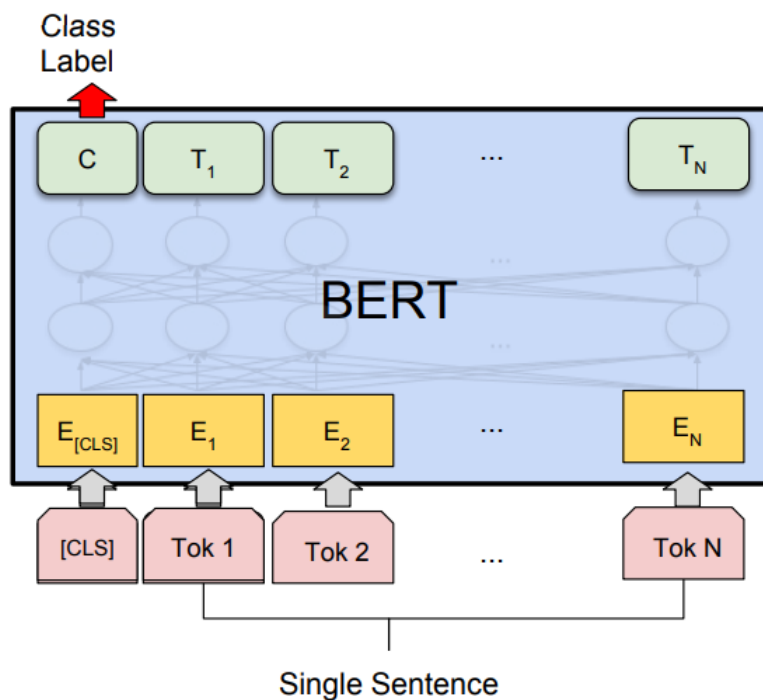 Class
Label
C T1 T2 ... TN
...
BERT
...
E[CLS] E1 E2 ... EN
[CLS] Tok 1 Tok 2 ... Tok N
Single Sentence